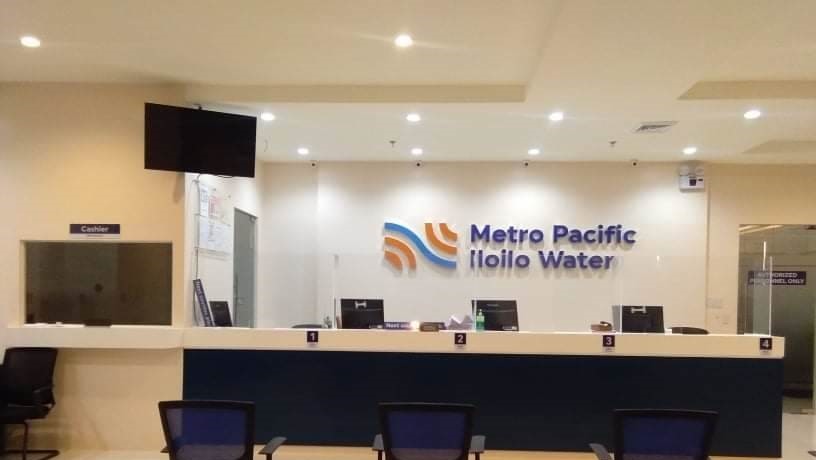 Cashier
Metro Pacific
Iloilo Water
AUTHORIZED
PERSONNEL ONLY
1
2
3
4